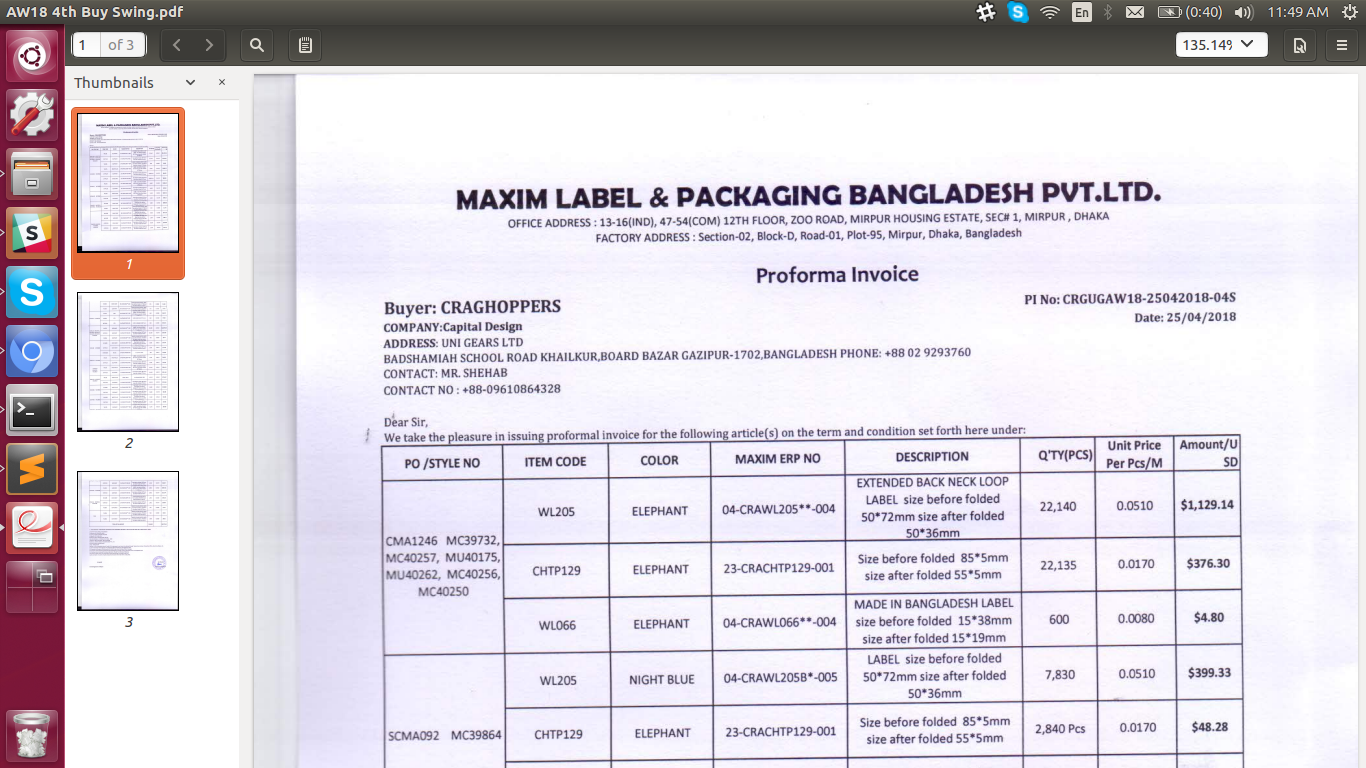 AW18 4th Buy Swing.pdf
En
(0:40)
11:49 AM
1 of 3
135.14%
Thumbnails
1
2
3
MAXIM LABEL & PACKAGING BANGLADESH PVT.LTD.
OFFICE ADDRESS : 13-16(IND), 47-54(COM) 12TH FLOOR, ZOO ROAD, MIRPUR HOUSING ESTATE, SEC# 1, MIRPUR , DHAKA
FACTORY ADDRESS : Section-02, Block-D, Road-01, Plot-95, Mirpur, Dhaka, Bangladesh
Proforma Invoice
Buyer: CRAGHOPPERS
PI No: CRGUGAW18-25042018-04S
COMPANY:Capital Design
Date: 25/04/2018
ADDRESS: UNI GEARS LTD
BADSHAMIAH SCHOOL ROAD KHAILKUR,BOARD BAZAR GAZIPUR-1702,BANGLADESH PHONE: +88 02 9293760
CONTACT: MR. SHEHAB
CONTACT NO : +88-09610864328
Dear Sir,
We take the pleasure in issuing proformal invoice for the following article(s) on the term and condition set forth here under:
PO /STYLE NO ITEM CODE COLOR MAXIM ERP NO DESCRIPTION Q'TY(PCS) Unit Price Per Pcs/M Amount/U SD
CMA1246 MC39732,
MC40257, MU40175,
MU40262, MC40256,
MC40250
WL205 ELEPHANT 04-CRAWL205**-004
EXTENDED BACK NECK LOOP
LABEL size before folded
50*72mm size after folded
50*36mm
22,140 0.0510 $1,129.14
CHTP129 ELEPHANT 23-CRACHTP129-001
Size before folded 85*5mm
size after folded 55*5mm
22,135 0.0170 $376.30
WL066 ELEPHANT 04-CRAWL066**-004
MADE IN BANGLADESH LABEL
size before folded 15*38mm
size after folded 15*19mm
600 0.0080 $4.80
SCMA092 MC39864
WL205 NIGHT BLUE 04-CRAWL205B*-005
LABEL size before folded
50*72mm size after folded
50*36mm
7,830 0.0510 $399.33
CHTP129 ELEPHANT 23-CRACHTP129-001
Size before folded 85*5mm
size after folded 55*5mm
2,840 Pcs 0.0170 $48.28